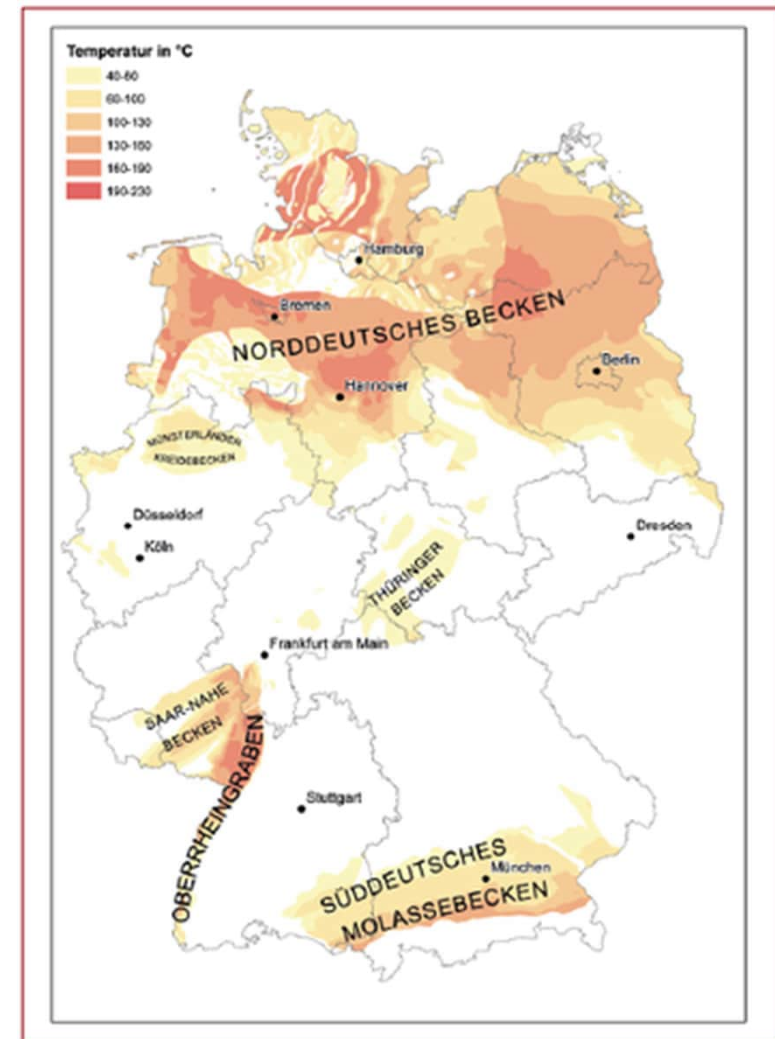 Temperatur in °C
40-60
60-100
100-130
130-160
160-190
190-230
Hamburg
Bremen
NORDDEUTSCHES BECKEN
Berlin
Hannover
MÜNSTERLÄNDER
KREIDEBECKEN
Düsseldorf
Dresden
Köln
THÜRINGER
BECKEN
Frankfurt am Main
SAAR-NAHE
BECKEN
OBERRHEINGRABEN
Stuttgart
SÜDDEUTSCHES
München
MOLASSEBECKEN